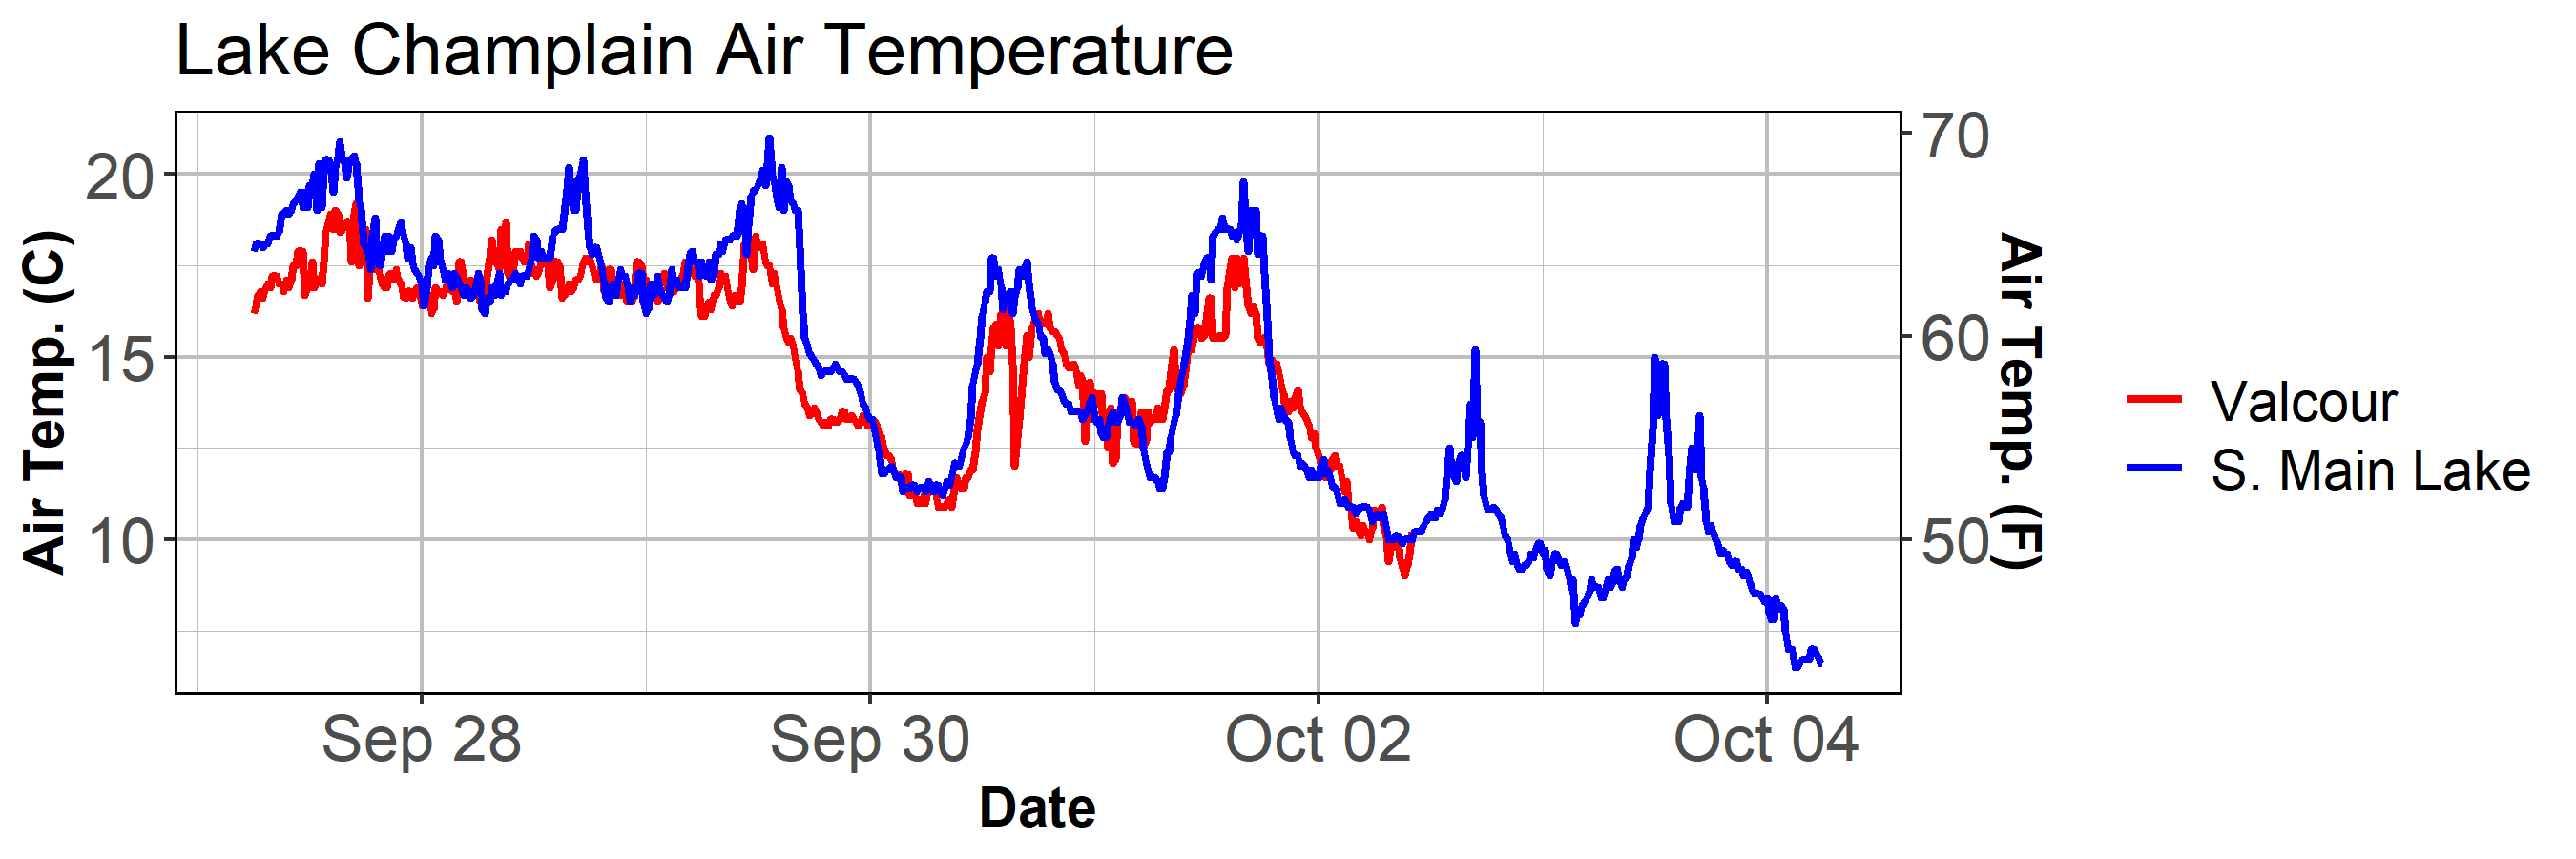 Lake Champlain Air Temperature
Air Temp. (C)
20
15
10
70
60
50
Air Temp. (F)
Valcour
S. Main Lake
Sep 28
Sep 30
Oct 02
Oct 04
Date